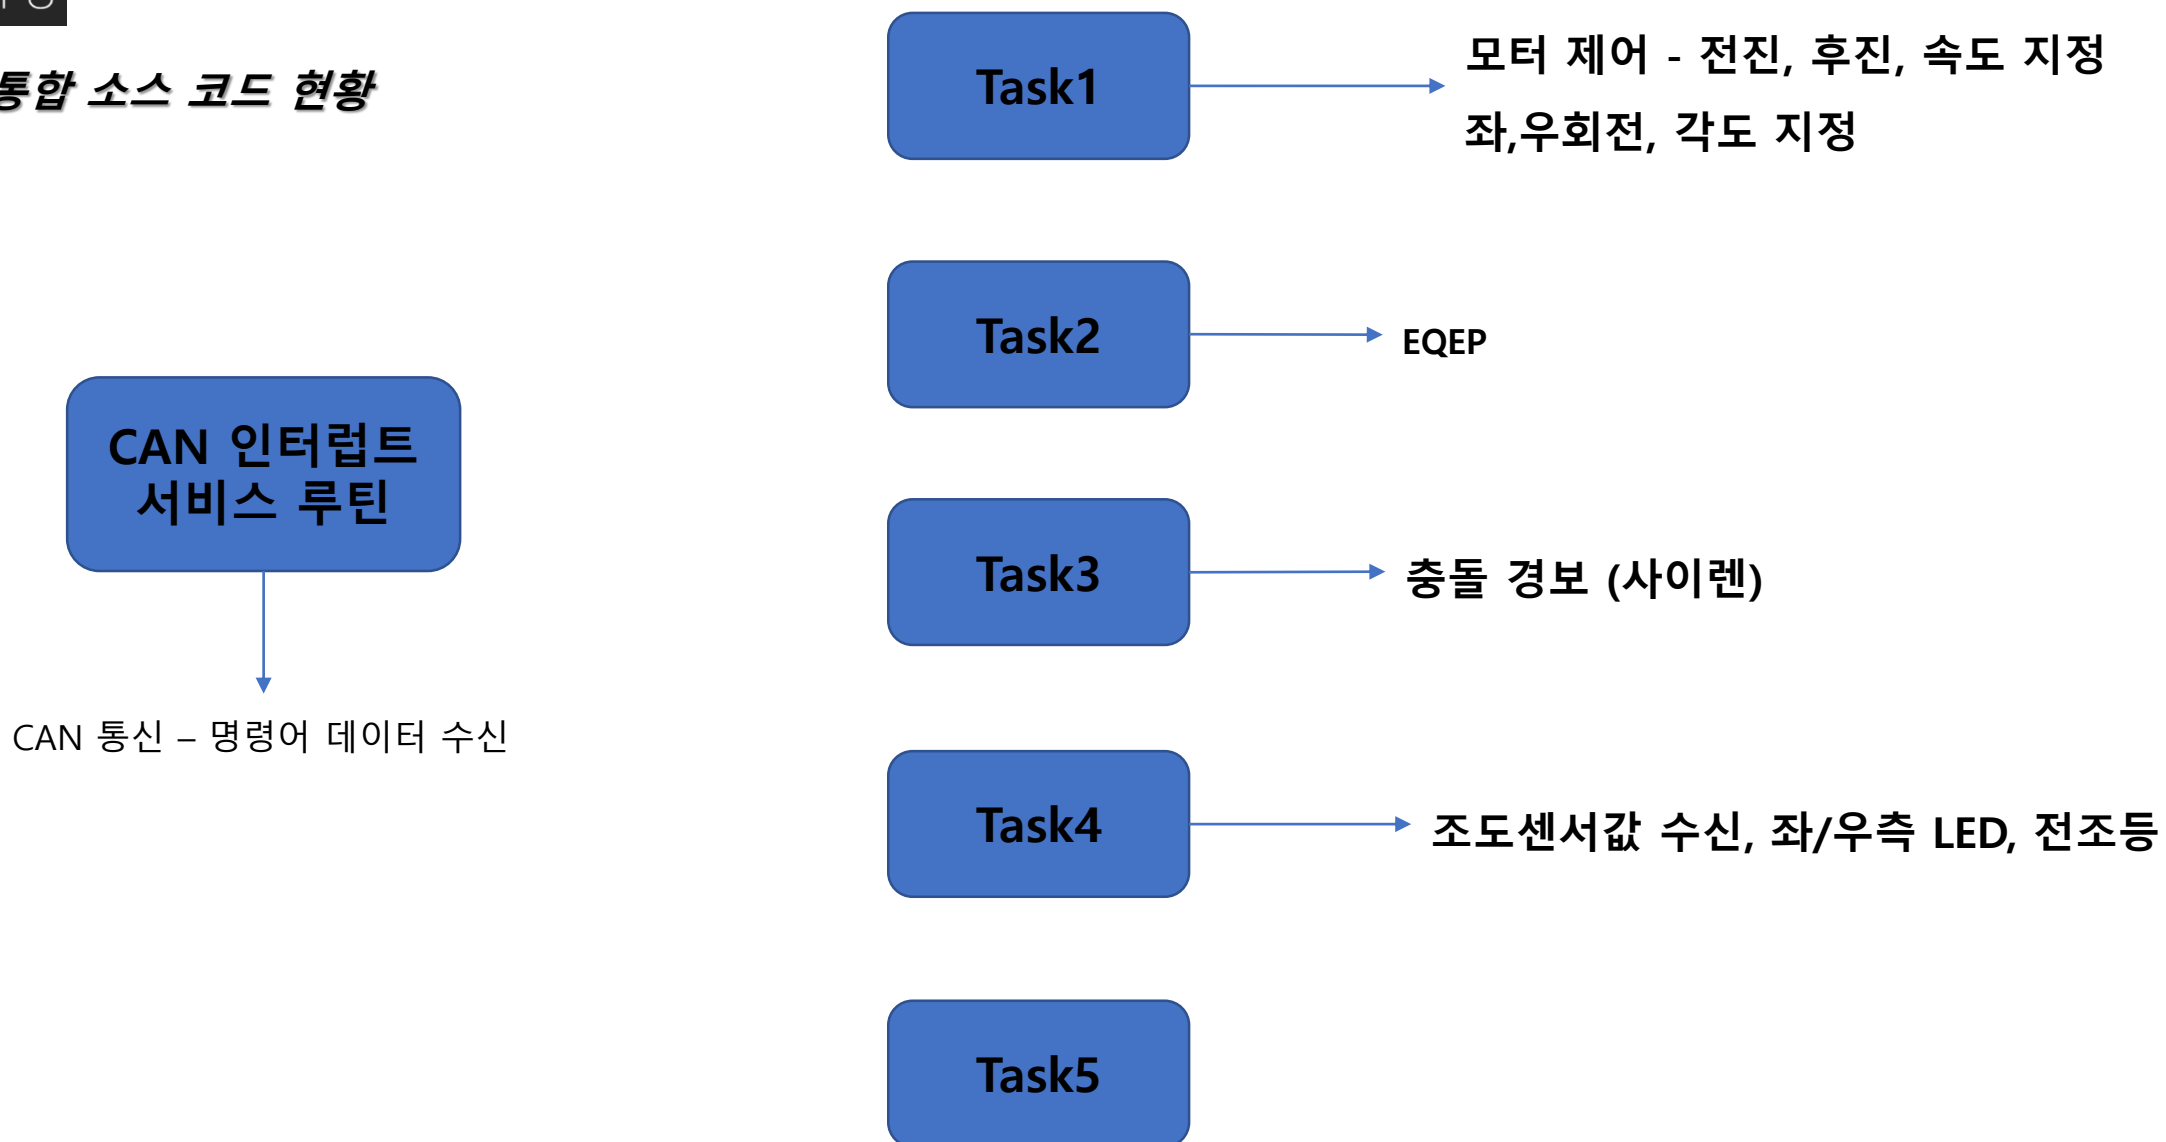 통합 소스 코드 현황
CAN 인터럽트
서비스 루틴
CAN 통신 – 명령어 데이터 수신
Task1
모터 제어 - 전진, 후진, 속도 지정
좌,우회전, 각도 지정
Task2
EQEP
Task3
충돌 경보 (사이렌)
Task4
조도센서값 수신, 좌/우측 LED, 전조등
Task5